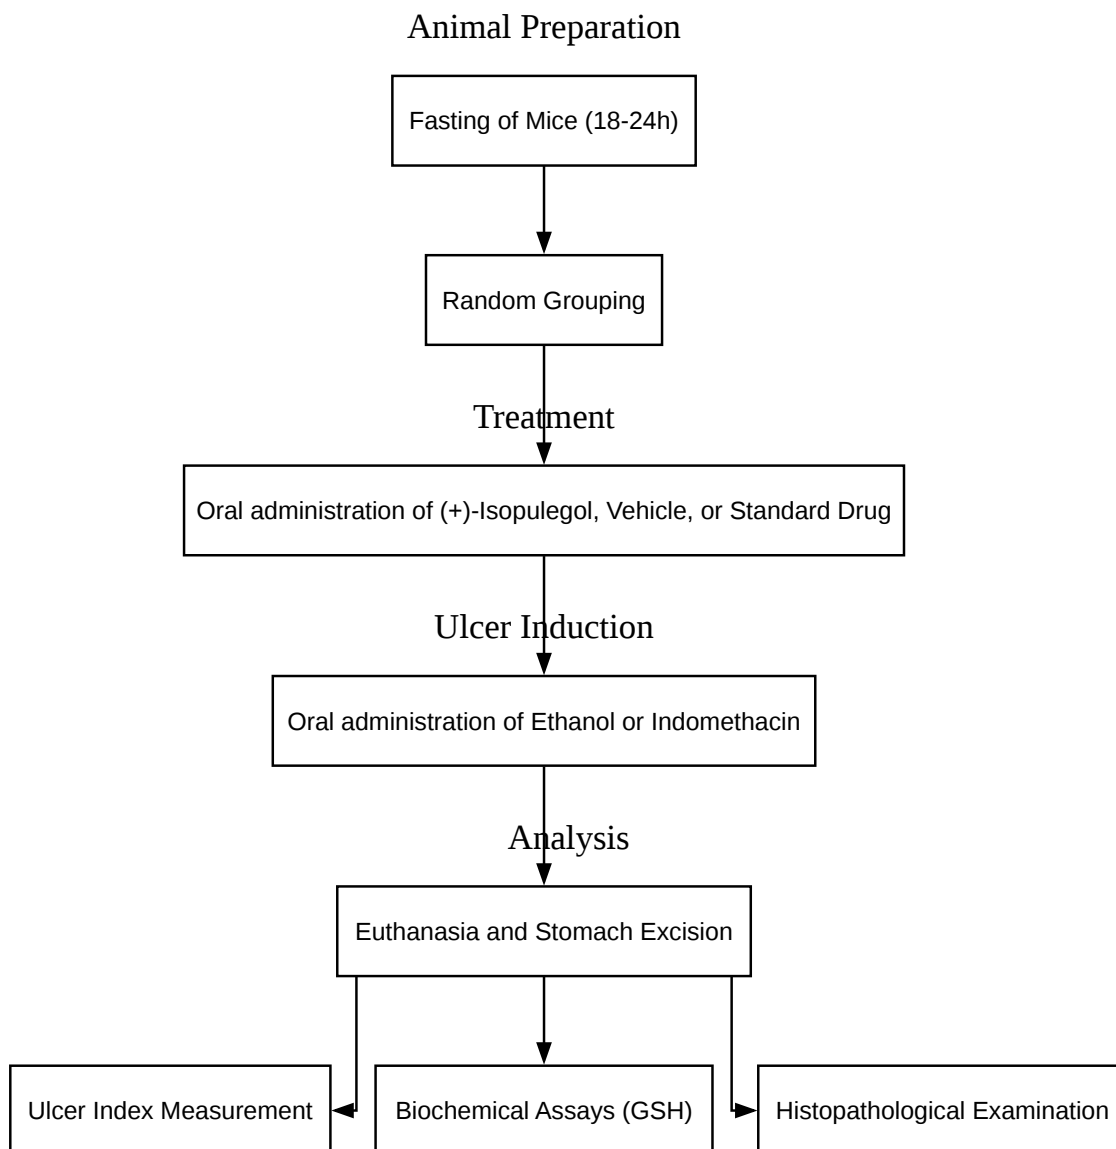 Animal Preparation
Fasting of Mice (18-24h)
Random Grouping
Treatment
Oral administration of (+)-Isopulegol, Vehicle, or Standard Drug
Ulcer Induction
Oral administration of Ethanol or Indomethacin
Analysis
Euthanasia and Stomach Excision
Ulcer Index Measurement
Biochemical Assays (GSH)
Histopathological Examination